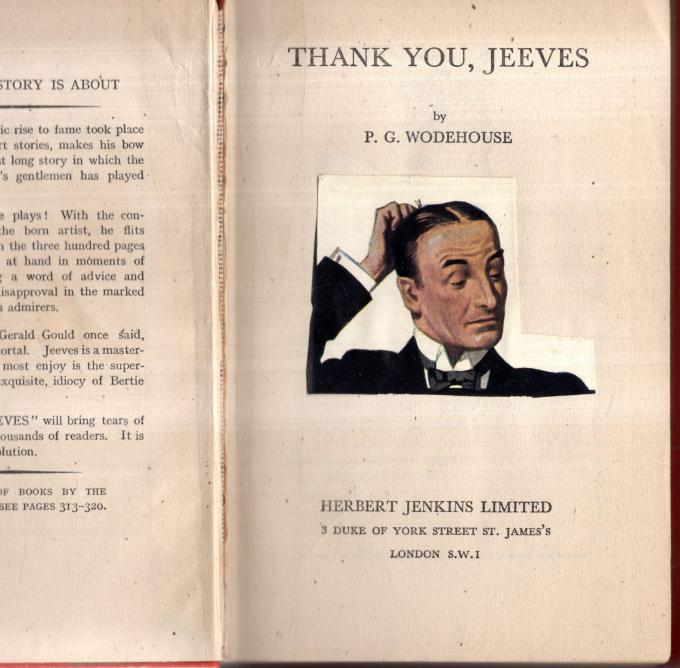 STORY IS ABOUT
ic rise to fame took place
rt stories, makes his bow
st long story in which the
's gentlemen has played
e plays! With the con-
the born artist, he flits
n the three hundred pages
at hand in moments of
g a word of advice and
isapproval in the marked
s admirers.
Gerald Gould once said,
ortal. Jeeves is a master-
most enjoy is the super-
xquisite, idiocy of Bertie
EVES" will bring tears of
ousands of readers. It is
lution.
OF BOOKS BY THE
SEE PAGES 313-320.
THANK YOU, JEEVES
by
P. G. WODEHOUSE
HERBERT JENKINS LIMITED
3 DUKE OF YORK STREET ST. JAMES'S
LONDON S.W.1